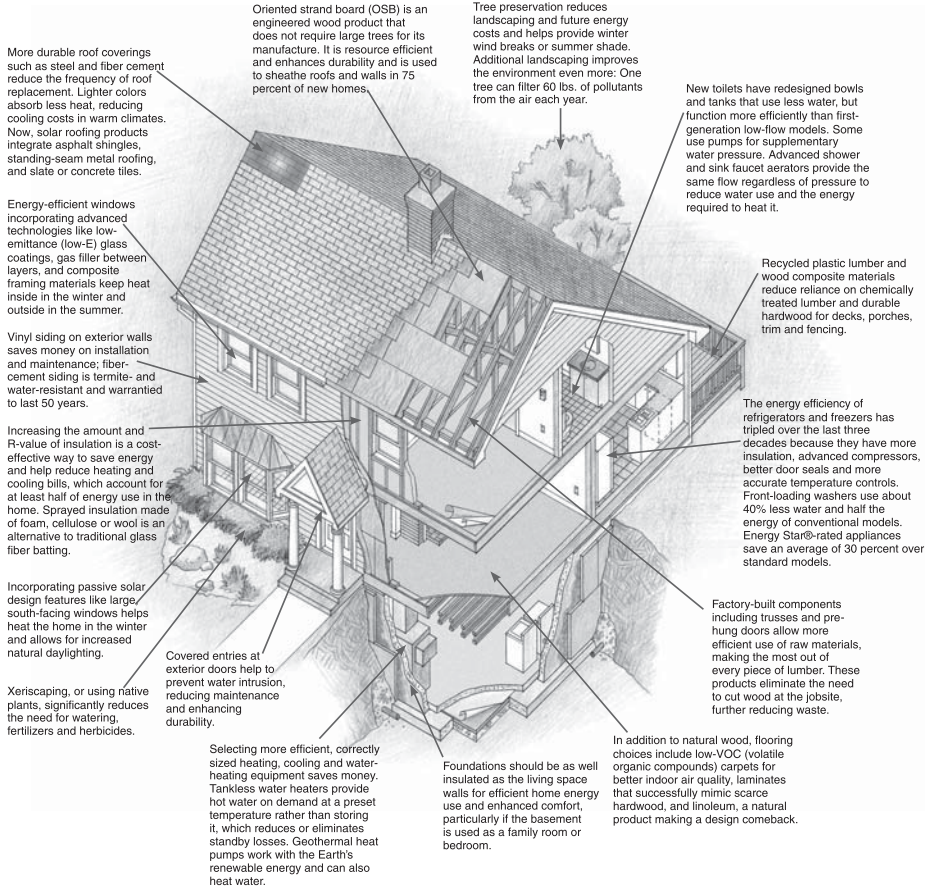 Oriented strand board (OSB) is an
engineered wood product that
does not require large trees for its
manufacture. It is resource efficient
and enhances durability and is used
to sheathe roofs and walls in 75
percent of new homes.
Tree preservation reduces
landscaping and future energy
costs and helps provide winter
wind breaks or summer shade.
Additional landscaping improves
the environment even more: One
tree can filter 60 lbs. of pollutants
from the air each year.
More durable roof coverings
such as steel and fiber cement
reduce the frequency of roof
replacement. Lighter colors
absorb less heat, reducing
cooling costs in warm climates.
Now, solar roofing products
integrate asphalt shingles,
standing-seam metal roofing,
and slate or concrete tiles.
New toilets have redesigned bowls
and tanks that use less water, but
function more efficiently than first-
generation low-flow models. Some
use pumps for supplementary
water pressure. Advanced shower
and sink faucet aerators provide the
same flow regardless of pressure to
reduce water use and the energy
required to heat it.
Energy-efficient windows
incorporating advanced
technologies like low-
emittance (low-E) glass
coatings, gas filler between
layers, and composite
framing materials keep heat
inside in the winter and
outside in the summer.
Recycled plastic lumber and
wood composite materials
reduce reliance on chemically
treated lumber and durable
hardwood for decks, porches,
trim and fencing.
Vinyl siding on exterior walls
saves money on installation
and maintenance; fiber-
cement siding is termite- and
water-resistant and warrantied
to last 50 years.
The energy efficiency of
refrigerators and freezers has
tripled over the last three
decades because they have more
insulation, advanced compressors,
better door seals and more
accurate temperature controls.
Front-loading washers use about
40% less water and half the
energy of conventional models.
Energy Star®-rated appliances
save an average of 30 percent over
standard models.
Increasing the amount and
R-value of insulation is a cost-
effective way to save energy
and help reduce heating and
cooling bills, which account for
at least half of energy use in the
home. Sprayed insulation made
of foam, cellulose or wool is an
alternative to traditional glass
fiber batting.
Incorporating passive solar
design features like large,
south-facing windows helps
heat the home in the winter
and allows for increased
natural daylighting.
Factory-built components
including trusses and pre-
hung doors allow more
efficient use of raw materials,
making the most out of
every piece of lumber. These
products eliminate the need
to cut wood at the jobsite,
further reducing waste.
Covered entries at
exterior doors help to
prevent water intrusion,
reducing maintenance
and enhancing
durability.
Xeriscaping, or using native
plants, significantly reduces
the need for watering,
fertilizers and herbicides.
Selecting more efficient, correctly
sized heating, cooling and water-
heating equipment saves money.
Tankless water heaters provide
hot water on demand at a preset
temperature rather than storing
it, which reduces or eliminates
standby losses. Geothermal heat
pumps work with the Earth's
renewable energy and can also
heat water.
Foundations should be as well
insulated as the living space
walls for efficient home energy
use and enhanced comfort,
particularly if the basement
is used as a family room or
bedroom.
In addition to natural wood, flooring
choices include low-VOC (volatile
organic compounds) carpets for
better indoor air quality, laminates
that successfully mimic scarce
hardwood, and linoleum, a natural
product making a design comeback.